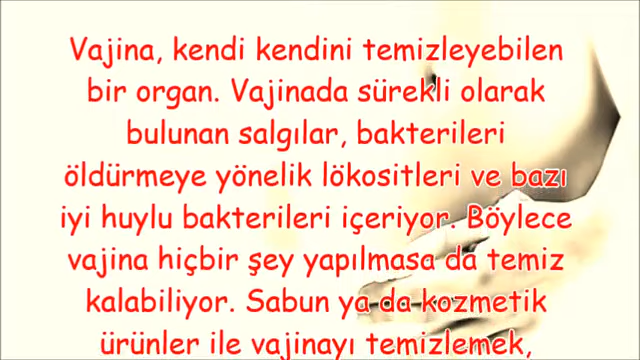 Vajina, kendi kendini temizleyebilen
bir organ. Vajinada sürekli olarak
bulunan salgılar, bakterileri
öldürmeye yönelik lökositleri ve bazı
iyi huylu bakterileri içeriyor. Böylece
vajina hiçbir şey yapılmasa da temiz
kalabiliyor. Sabun ya da kozmetik
ürünler ile vajinayı temizlemek,